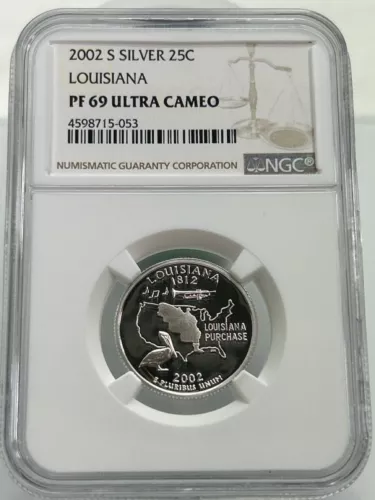 2002 S SILVER 25C
LOUISIANA
PF 69 ULTRA CAMEO
4598715-053
NUMISMATIC GUARANTY CORPORATION
NGC®
LOUISIANA
1812
LOUISIANA
PURCHASE
2002
E PLURIBUS UNUM